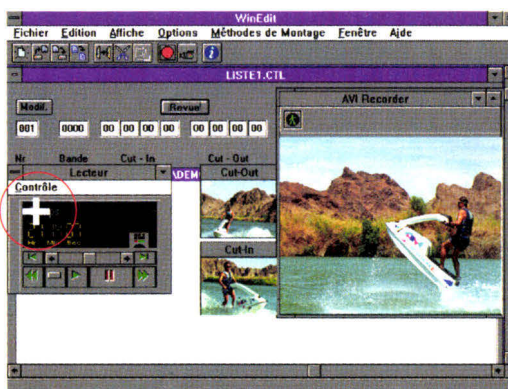 WinEdit
Fichier Edition Affiche Options Méthodes de Montage Fenêtre Aide
LISTE1.CTL
Modif. Revue
001 0000 00 00 00 00 00 00 00 00
Nr Bande Cut - In Cut - Out
AVI Recorder
Lecteur
Contrôle
Cut-Out
Cut-In